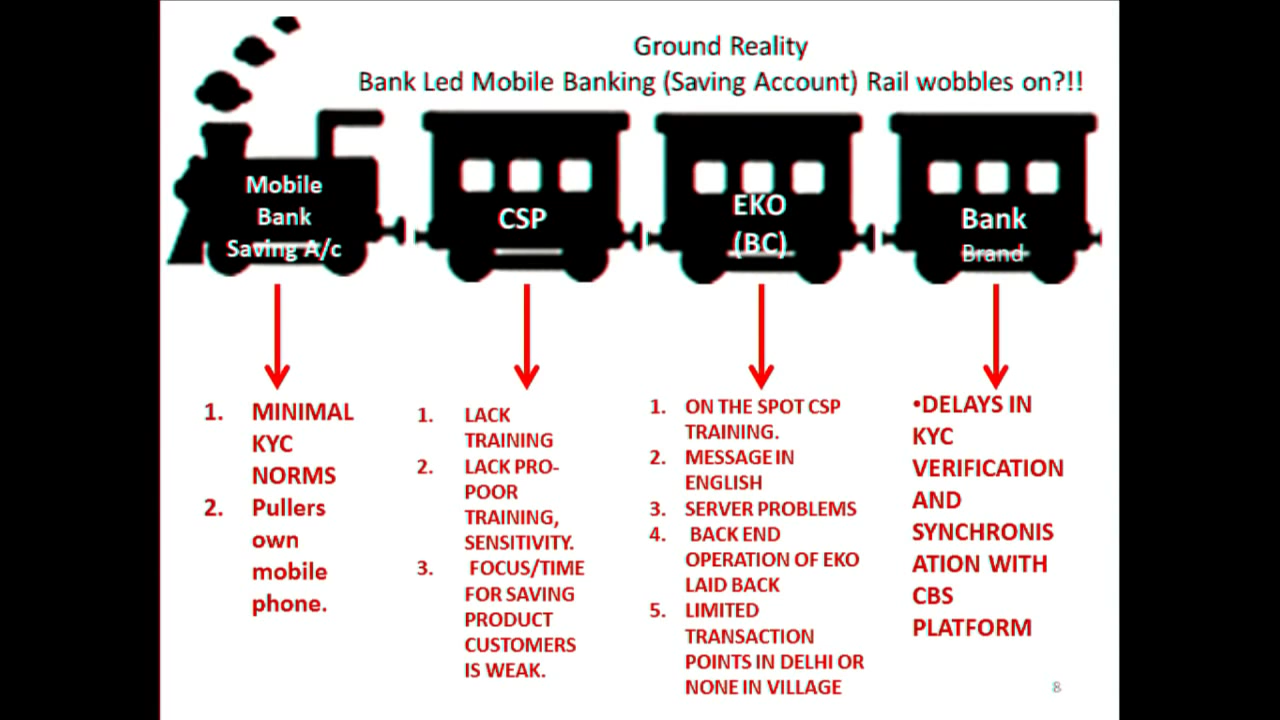 Ground Reality
Bank Led Mobile Banking (Saving Account) Rail wobbles on?!!
Mobile
Bank
Saving A/c
CSP
EKO
(BC)
Bank
Brand
1. MINIMAL
KYC
NORMS
2. Pullers
own
mobile
phone.
1. LACK
TRAINING
2. LACK PRO-
POOR
TRAINING,
SENSITIVITY.
3. FOCUS/TIME
FOR SAVING
PRODUCT
CUSTOMERS
IS WEAK.
1. ON THE SPOT CSP
TRAINING.
2. MESSAGE IN
ENGLISH
3. SERVER PROBLEMS
4. BACK END
OPERATION OF EKO
LAID BACK
5. LIMITED
TRANSACTION
POINTS IN DELHI OR
NONE IN VILLAGE
•DELAYS IN
KYC
VERIFICATION
AND
SYNCHRONIS
ATION WITH
CBS
PLATFORM
8